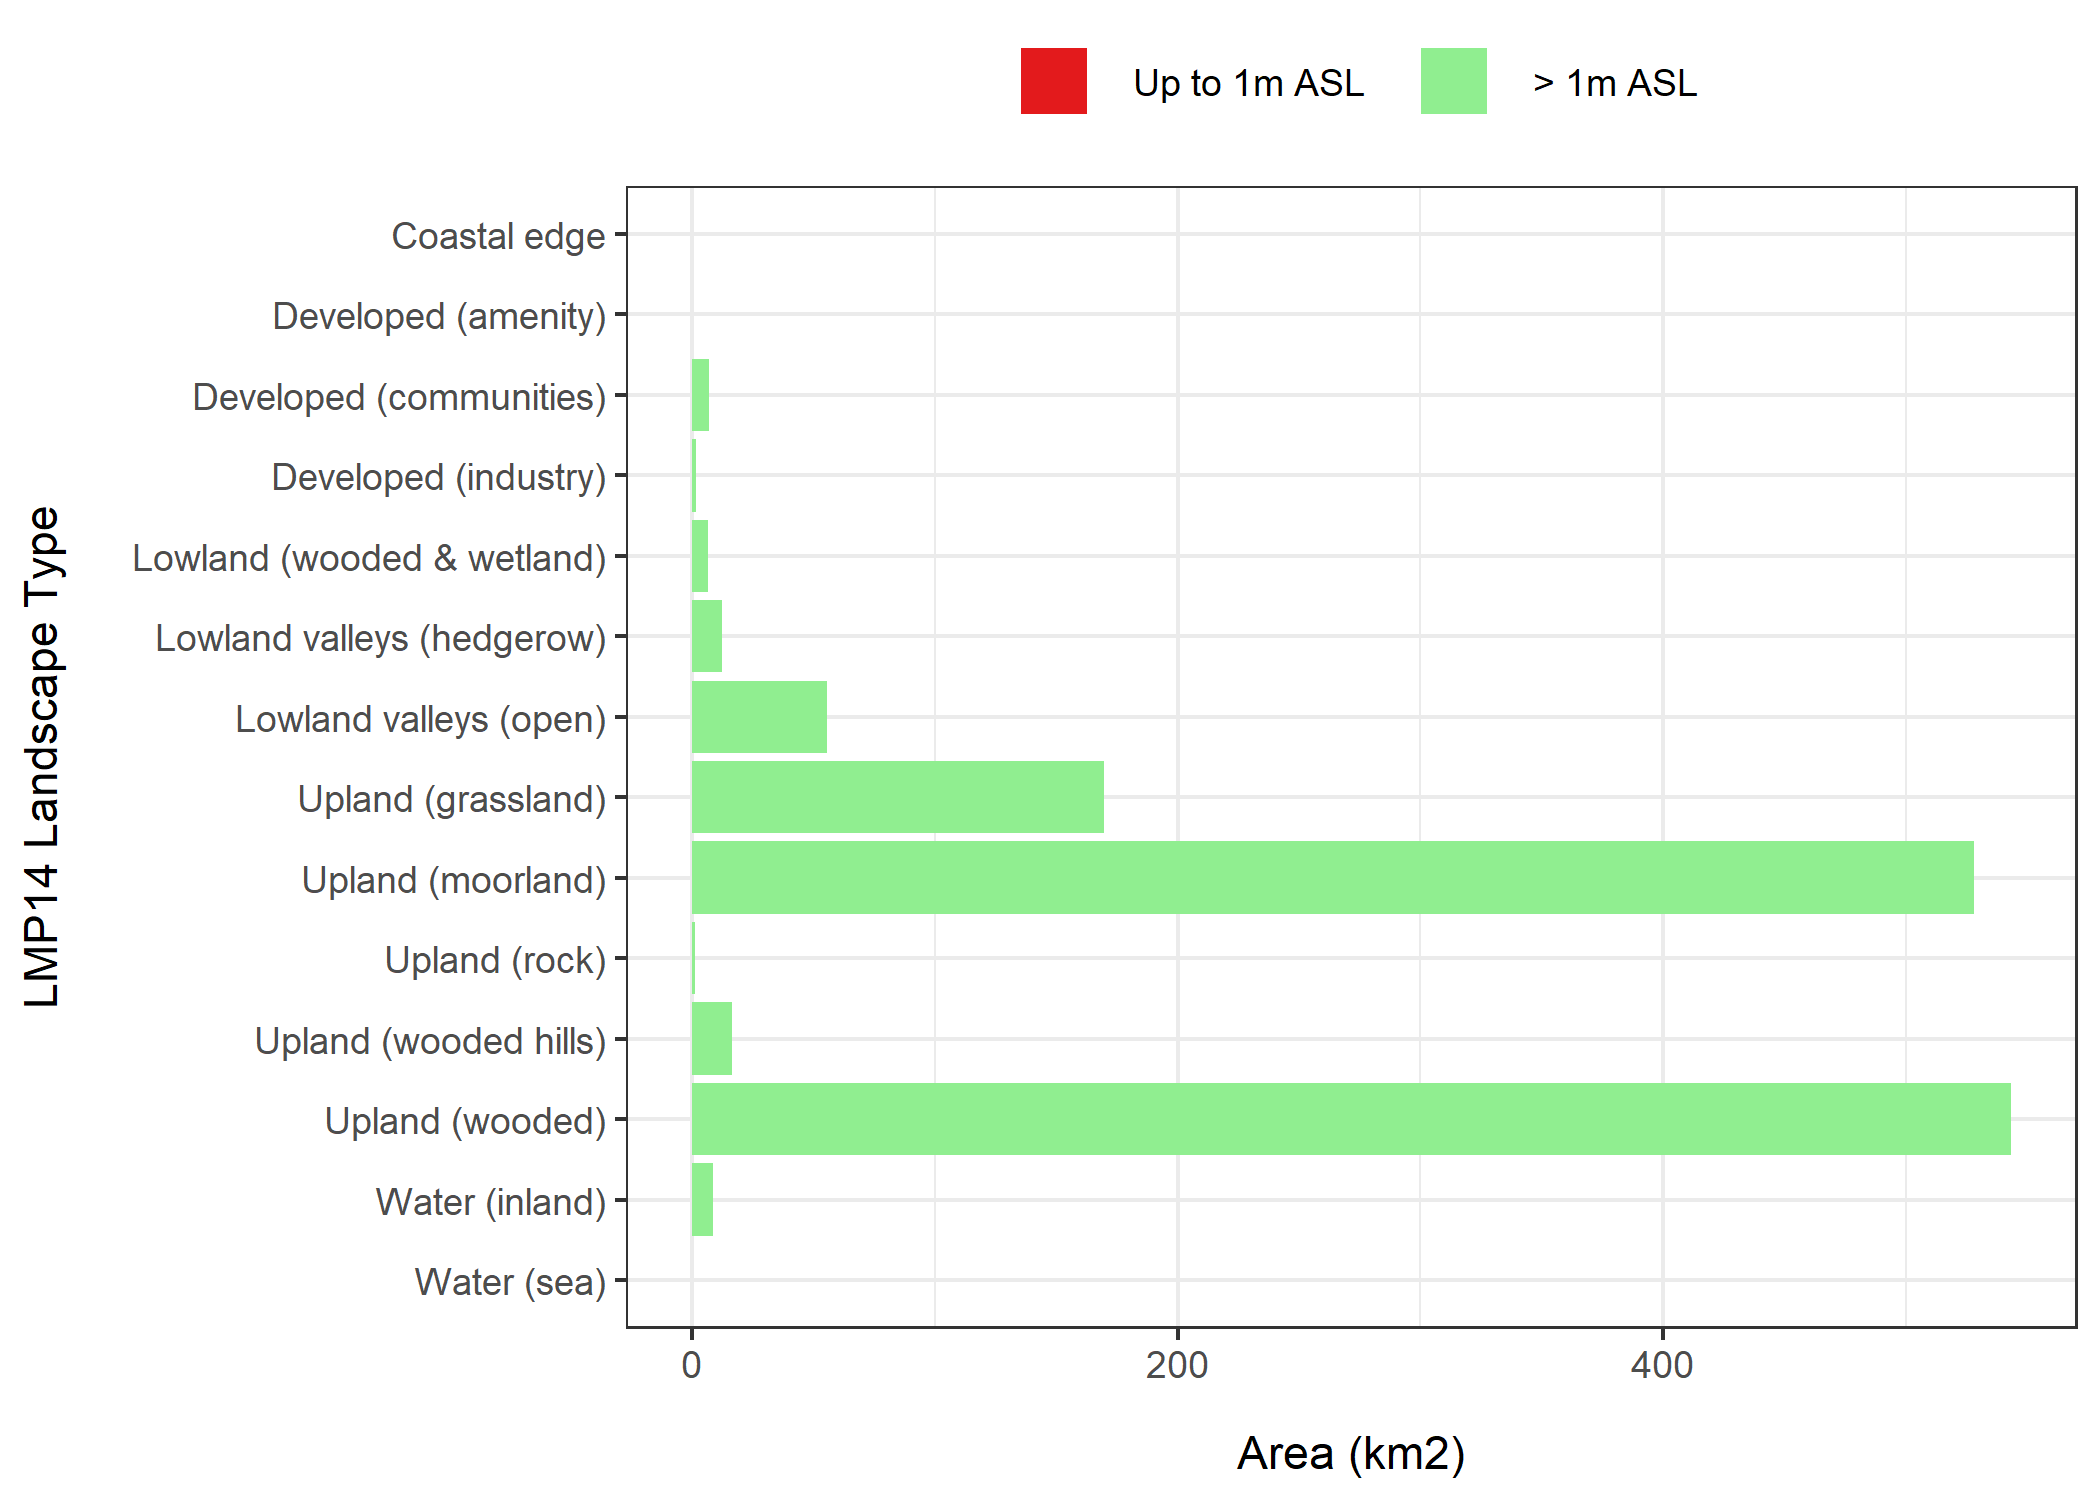 Up to 1m ASL > 1m ASL
Coastal edge
Developed (amenity)
Developed (communities)
Developed (industry)
Lowland (wooded & wetland)
Lowland valleys (hedgerow)
Lowland valleys (open)
Upland (grassland)
Upland (moorland)
Upland (rock)
Upland (wooded hills)
Upland (wooded)
Water (inland)
Water (sea)
LMP14 Landscape Type
0 200 400
Area (km2)